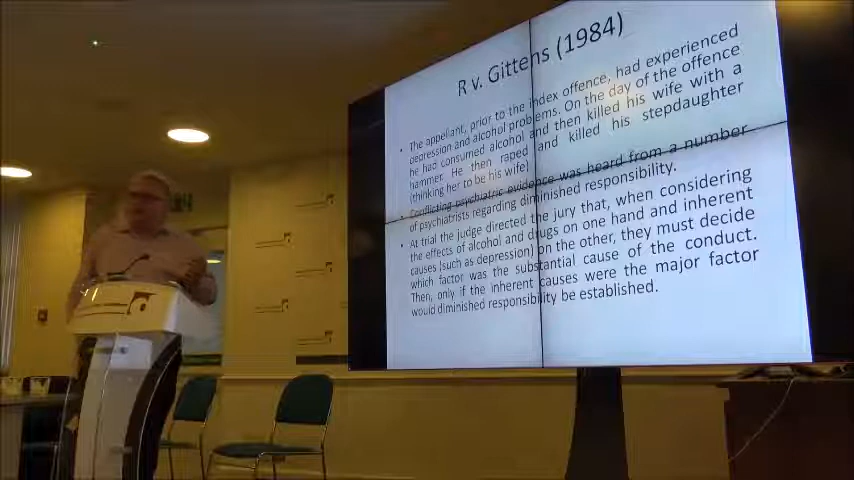 R v. Gittens (1984)
• The appellant, prior to the index offence, had experienced
depression and alcohol problems. On the day of the offence
he had consumed alcohol and then killed his wife with a
hammer. He then raped and killed his stepdaughter
(thinking her to be his wife)
• Conflicting psychiatric evidence was heard from a number
of psychiatrists regarding diminished responsibility.
• At trial the judge directed the jury that, when considering
the effects of alcohol and drugs on one hand and inherent
causes (such as depression) on the other, they must decide
which factor was the substantial cause of the conduct.
Then, only if the inherent causes were the major factor
would diminished responsibility be established.